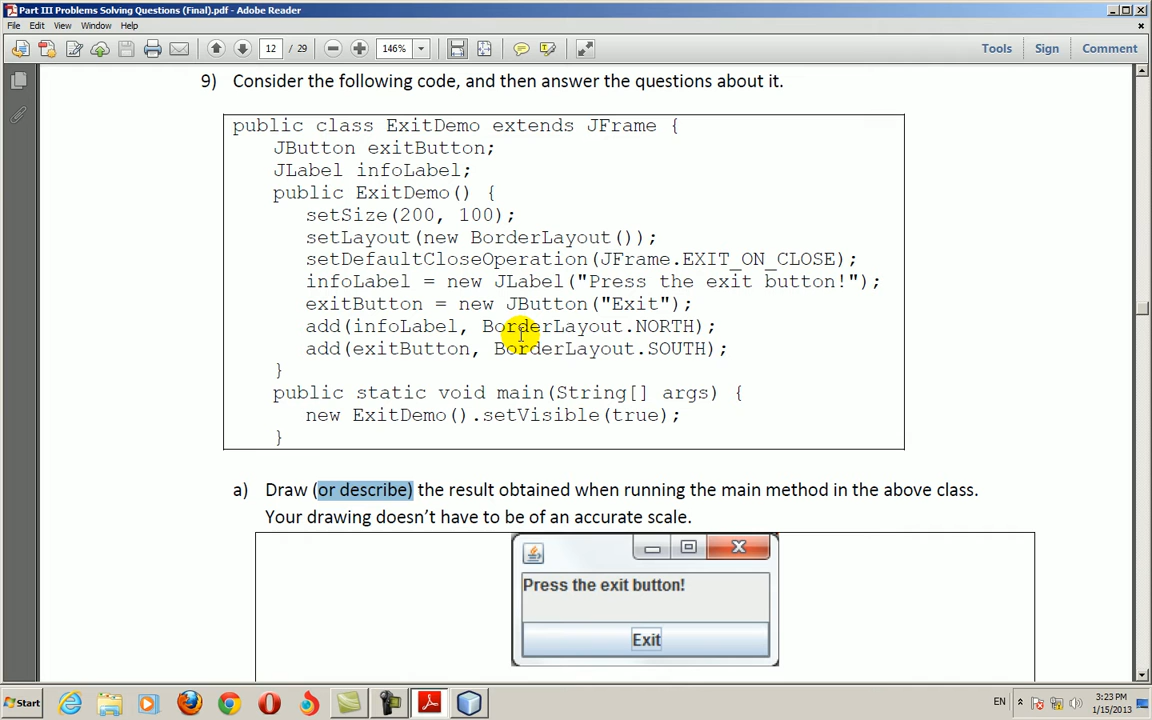 Part III Problems Solving Questions (Final).pdf - Adobe Reader
File Edit View Window Help
12 / 29 146% Tools Sign Comment
9) Consider the following code, and then answer the questions about it.
public class ExitDemo extends JFrame {
JButton exitButton;
JLabel infoLabel;
public ExitDemo() {
setSize(200, 100);
setLayout(new BorderLayout());
setDefaultCloseOperation(JFrame.EXIT_ON_CLOSE);
infoLabel = new JLabel("Press the exit button!");
exitButton = new JButton("Exit");
add(infoLabel, BorderLayout.NORTH);
add(exitButton, BorderLayout.SOUTH);
}
public static void main(String[] args) {
new ExitDemo().setVisible(true);
}
a) Draw (or describe) the result obtained when running the main method in the above class.
Your drawing doesn't have to be of an accurate scale.
Press the exit button!
Exit
Start EN 3:23 PM
1/15/2013